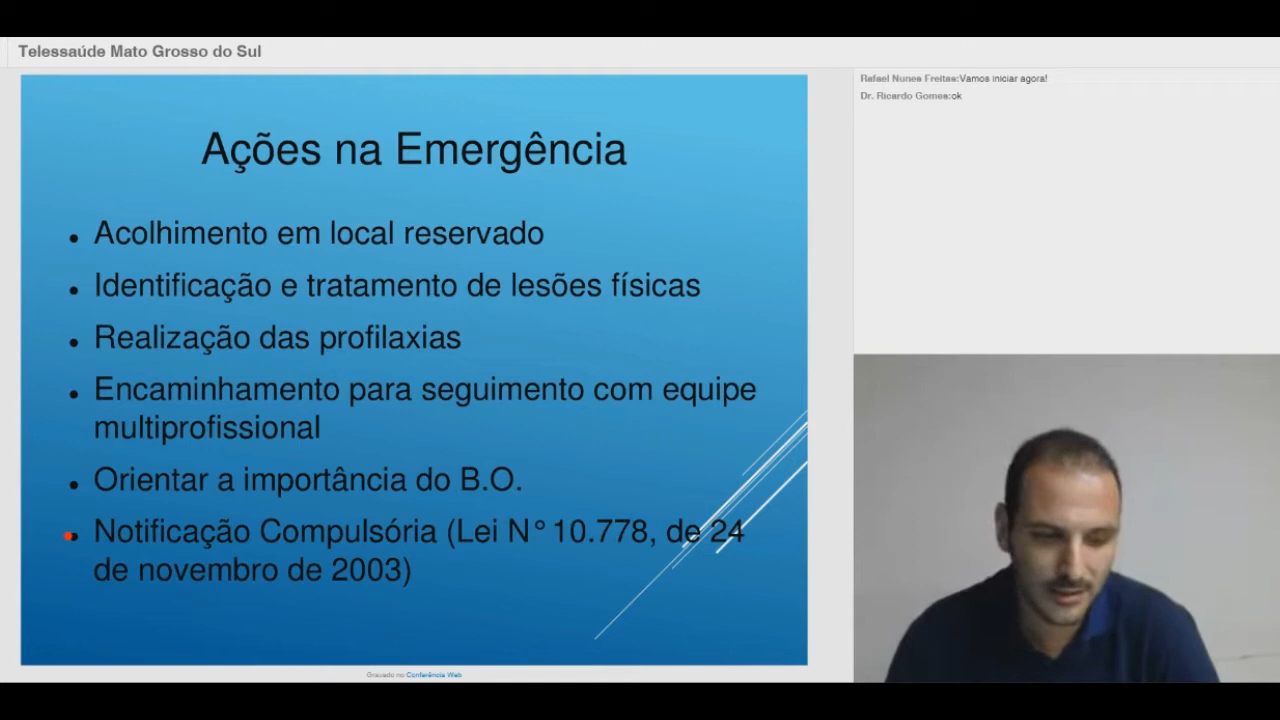 Telessaúde Mato Grosso do Sul
Ações na Emergência
• Acolhimento em local reservado
• Identificação e tratamento de lesões físicas
• Realização das profilaxias
• Encaminhamento para seguimento com equipe
multiprofissional
• Orientar a importância do B.O.
• Notificação Compulsória (Lei N° 10.778, de 24
de novembro de 2003)
Rafael Nunes Freitas:Vamos iniciar agora!
Dr. Ricardo Gomes:ok
Gravado no Conferência Web